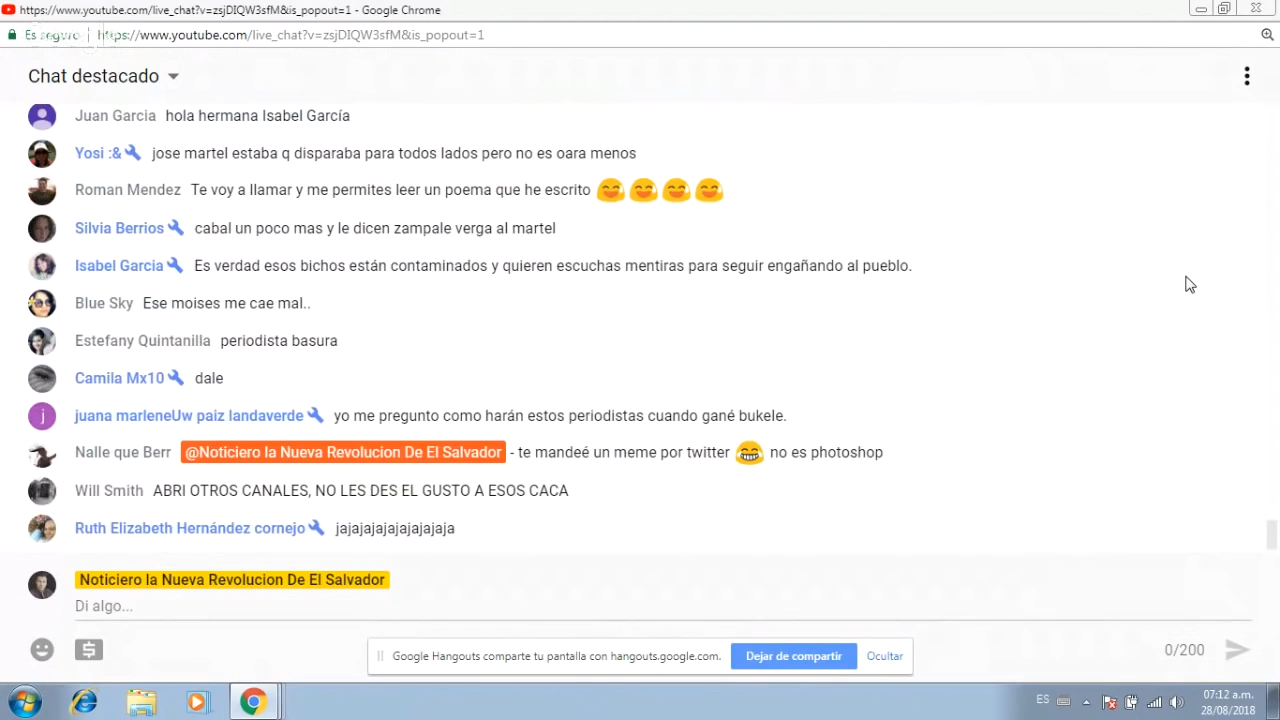 https://www.youtube.com/live_chat?v=zsjDIQW3sfM&is_popout=1 - Google Chrome
Es seguro https://www.youtube.com/live_chat?v=zsjDIQW3sfM&is_popout=1
Chat destacado
Juan Garcia hola hermana Isabel García
Yosi :& jose martel estaba q disparaba para todos lados pero no es oara menos
Roman Mendez Te voy a llamar y me permites leer un poema que he escrito
Silvia Berrios cabal un poco mas y le dicen zampale verga al martel
Isabel Garcia Es verdad esos bichos están contaminados y quieren escuchas mentiras para seguir engañando al pueblo.
Blue Sky Ese moises me cae mal..
Estefany Quintanilla periodista basura
Camila Mx10 dale
j juana marleneUw paiz landaverde yo me pregunto como harán estos periodistas cuando gané bukele.
Nalle que Berr @Noticiero la Nueva Revolucion De El Salvador - te mandeé un meme por twitter no es photoshop
Will Smith ABRI OTROS CANALES, NO LES DES EL GUSTO A ESOS CACA
Ruth Elizabeth Hernández cornejo jajajajajajajajaja
Noticiero la Nueva Revolucion De El Salvador
Di algo...
Google Hangouts comparte tu pantalla con hangouts.google.com. Dejar de compartir Ocultar
0/200
ES
07:12 a.m.
28/08/2018